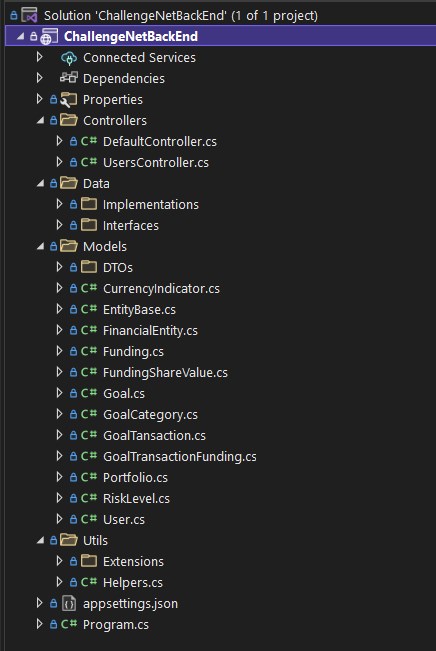 Solution 'ChallengeNetBackEnd' (1 of 1 project)
ChallengeNetBackEnd
Connected Services
Dependencies
Properties
Controllers
C# DefaultController.cs
C# UsersController.cs
Data
Implementations
Interfaces
Models
DTOs
C# CurrencyIndicator.cs
C# EntityBase.cs
C# FinancialEntity.cs
C# Funding.cs
C# FundingShareValue.cs
C# Goal.cs
C# GoalCategory.cs
C# GoalTansaction.cs
C# GoalTransactionFunding.cs
C# Portfolio.cs
C# RiskLevel.cs
C# User.cs
Utils
Extensions
C# Helpers.cs
appsettings.json
C# Program.cs